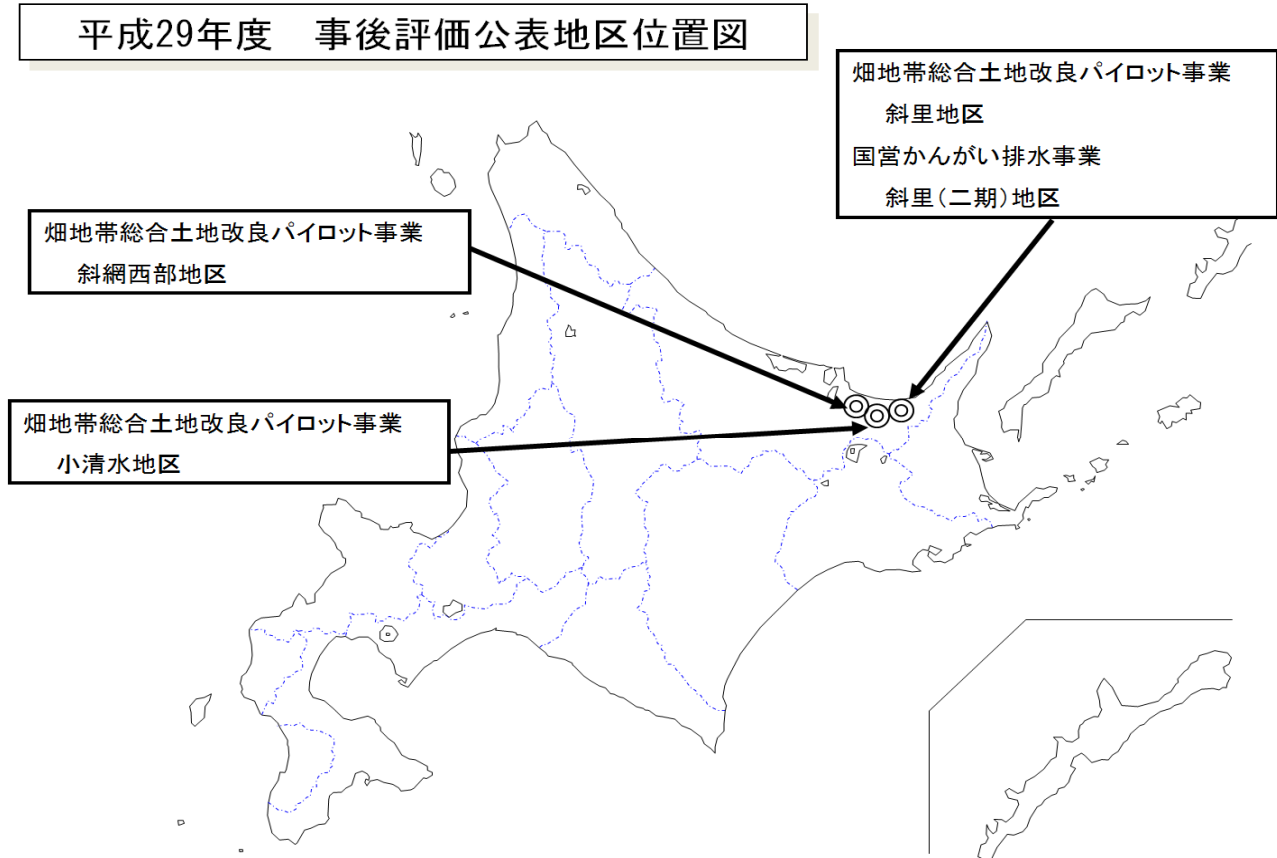 平成29年度　事後評価公表地区位置図
畑地帯総合土地改良パイロット事業
斜里地区
国営かんがい排水事業
斜里(二期)地区
畑地帯総合土地改良パイロット事業
斜網西部地区
畑地帯総合土地改良パイロット事業
小清水地区